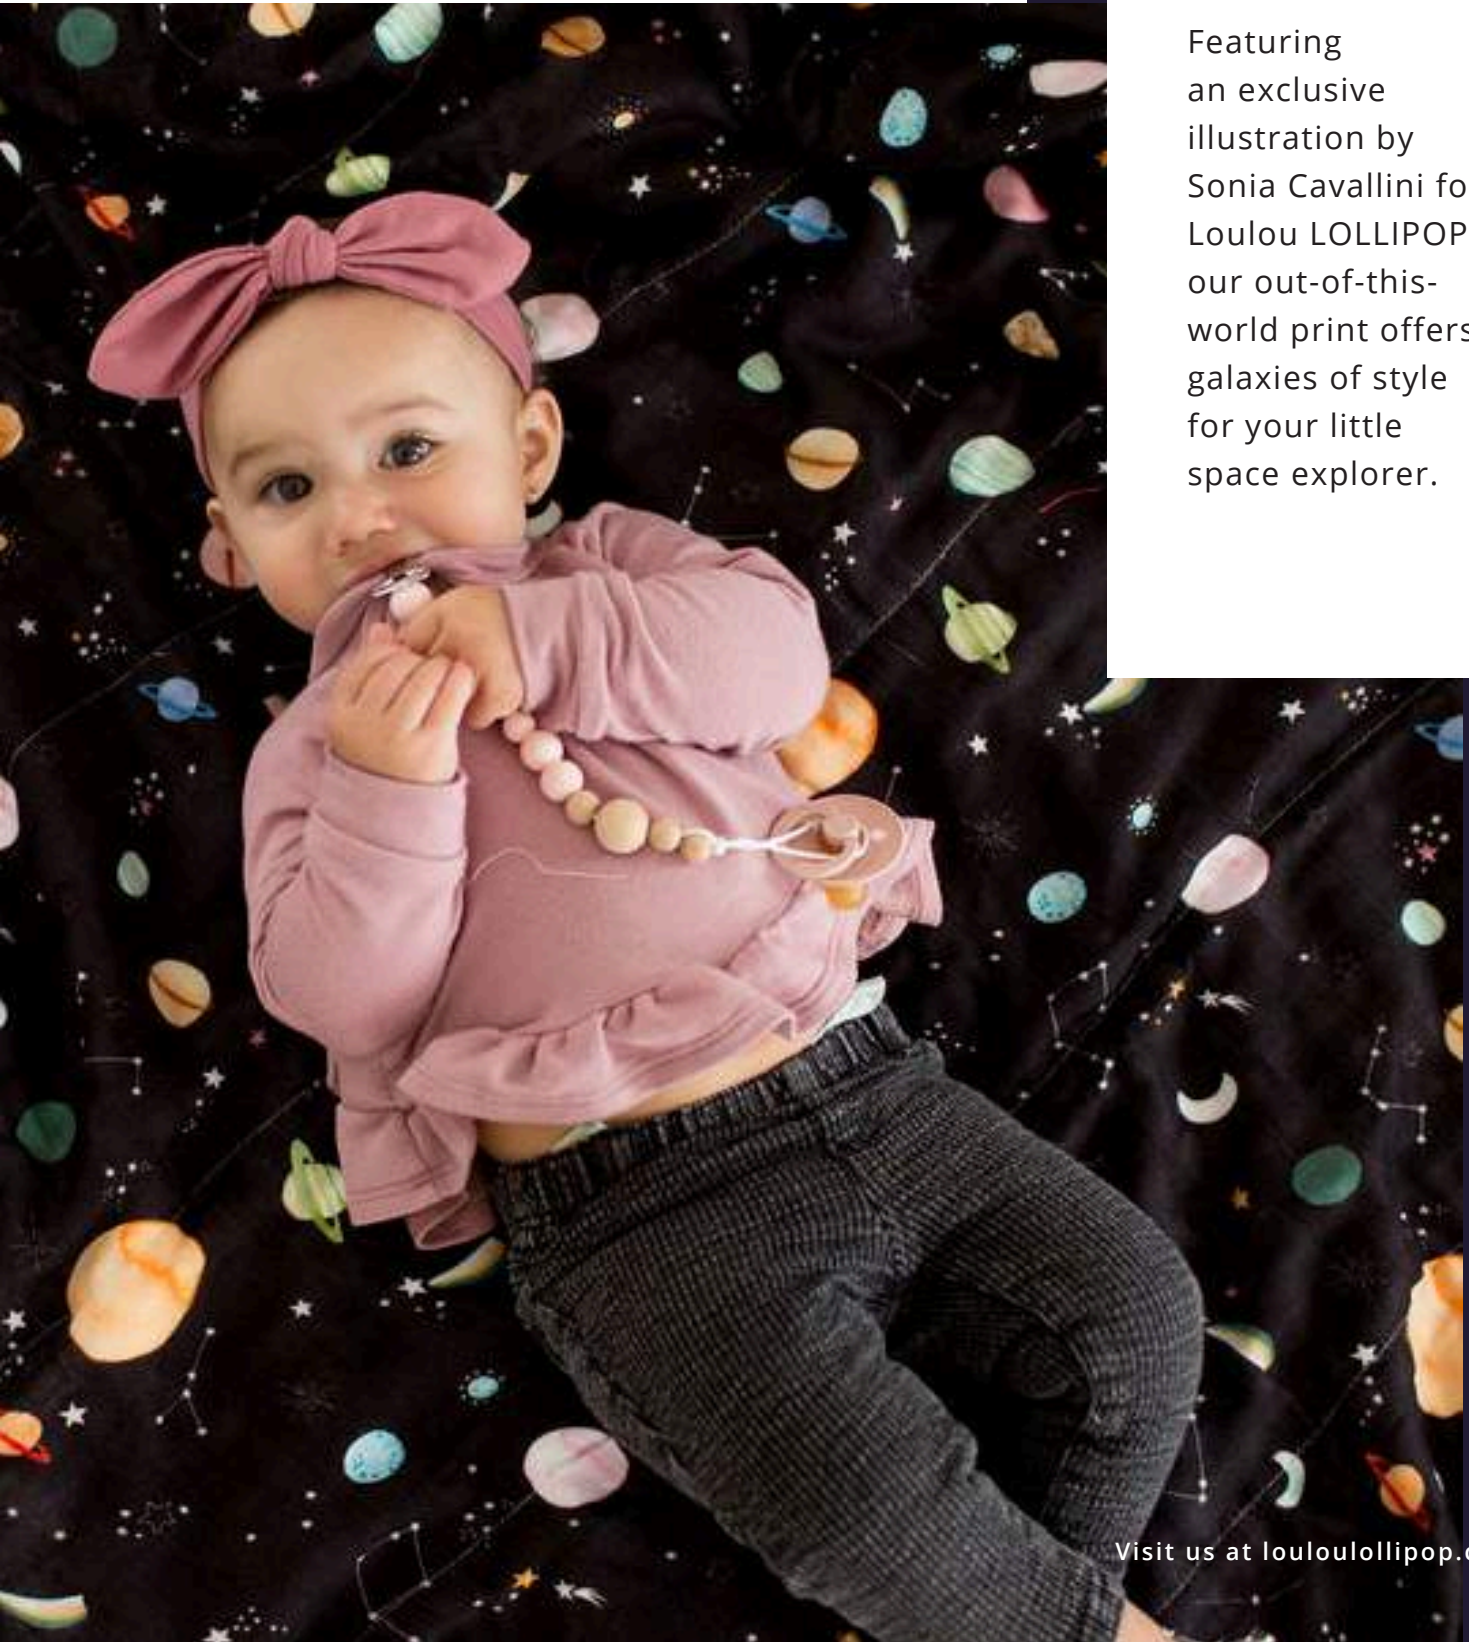 Featuring
an exclusive
illustration by
Sonia Cavallini fo
Loulou LOLLIPOP
our out-of-this-
world print offers
galaxies of style
for your little
space explorer.
Visit us at louloulollipop.c